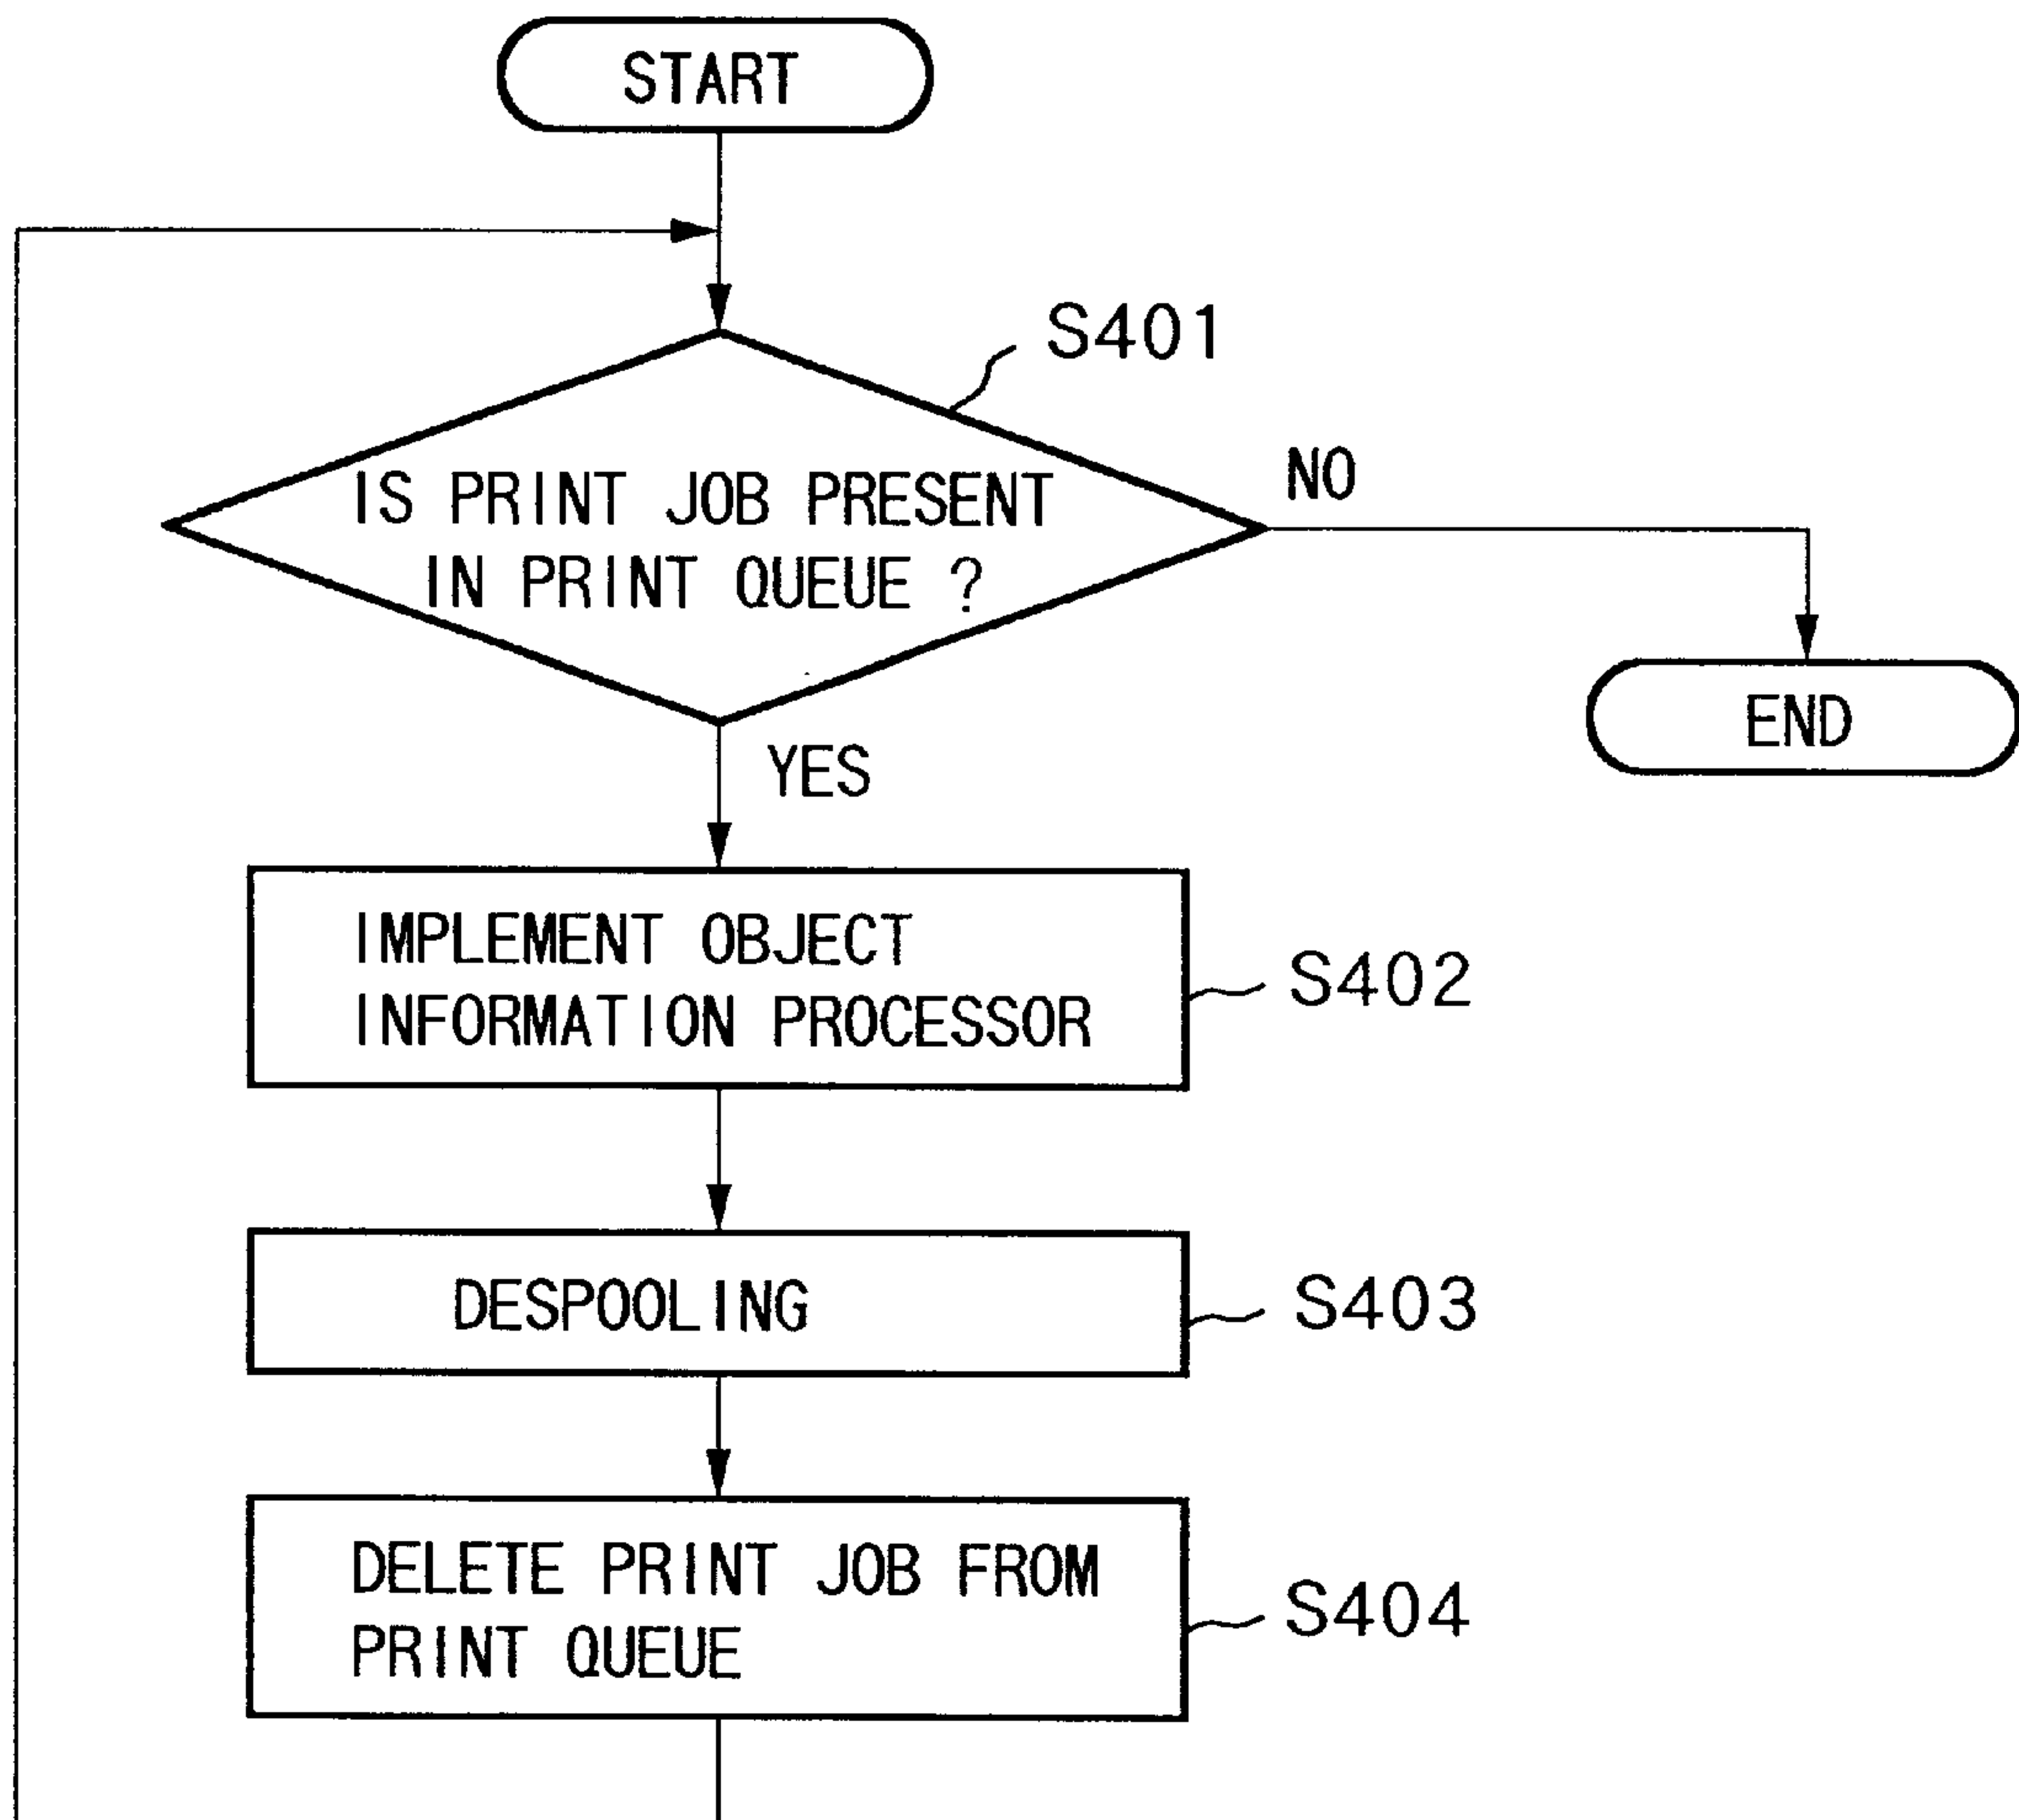 START
S401
IS PRINT JOB PRESENT
IN PRINT QUEUE ?
NO
END
YES
IMPLEMENT OBJECT
INFORMATION PROCESSOR
S402
DESPOOLING
S403
DELETE PRINT JOB FROM
PRINT QUEUE
S404